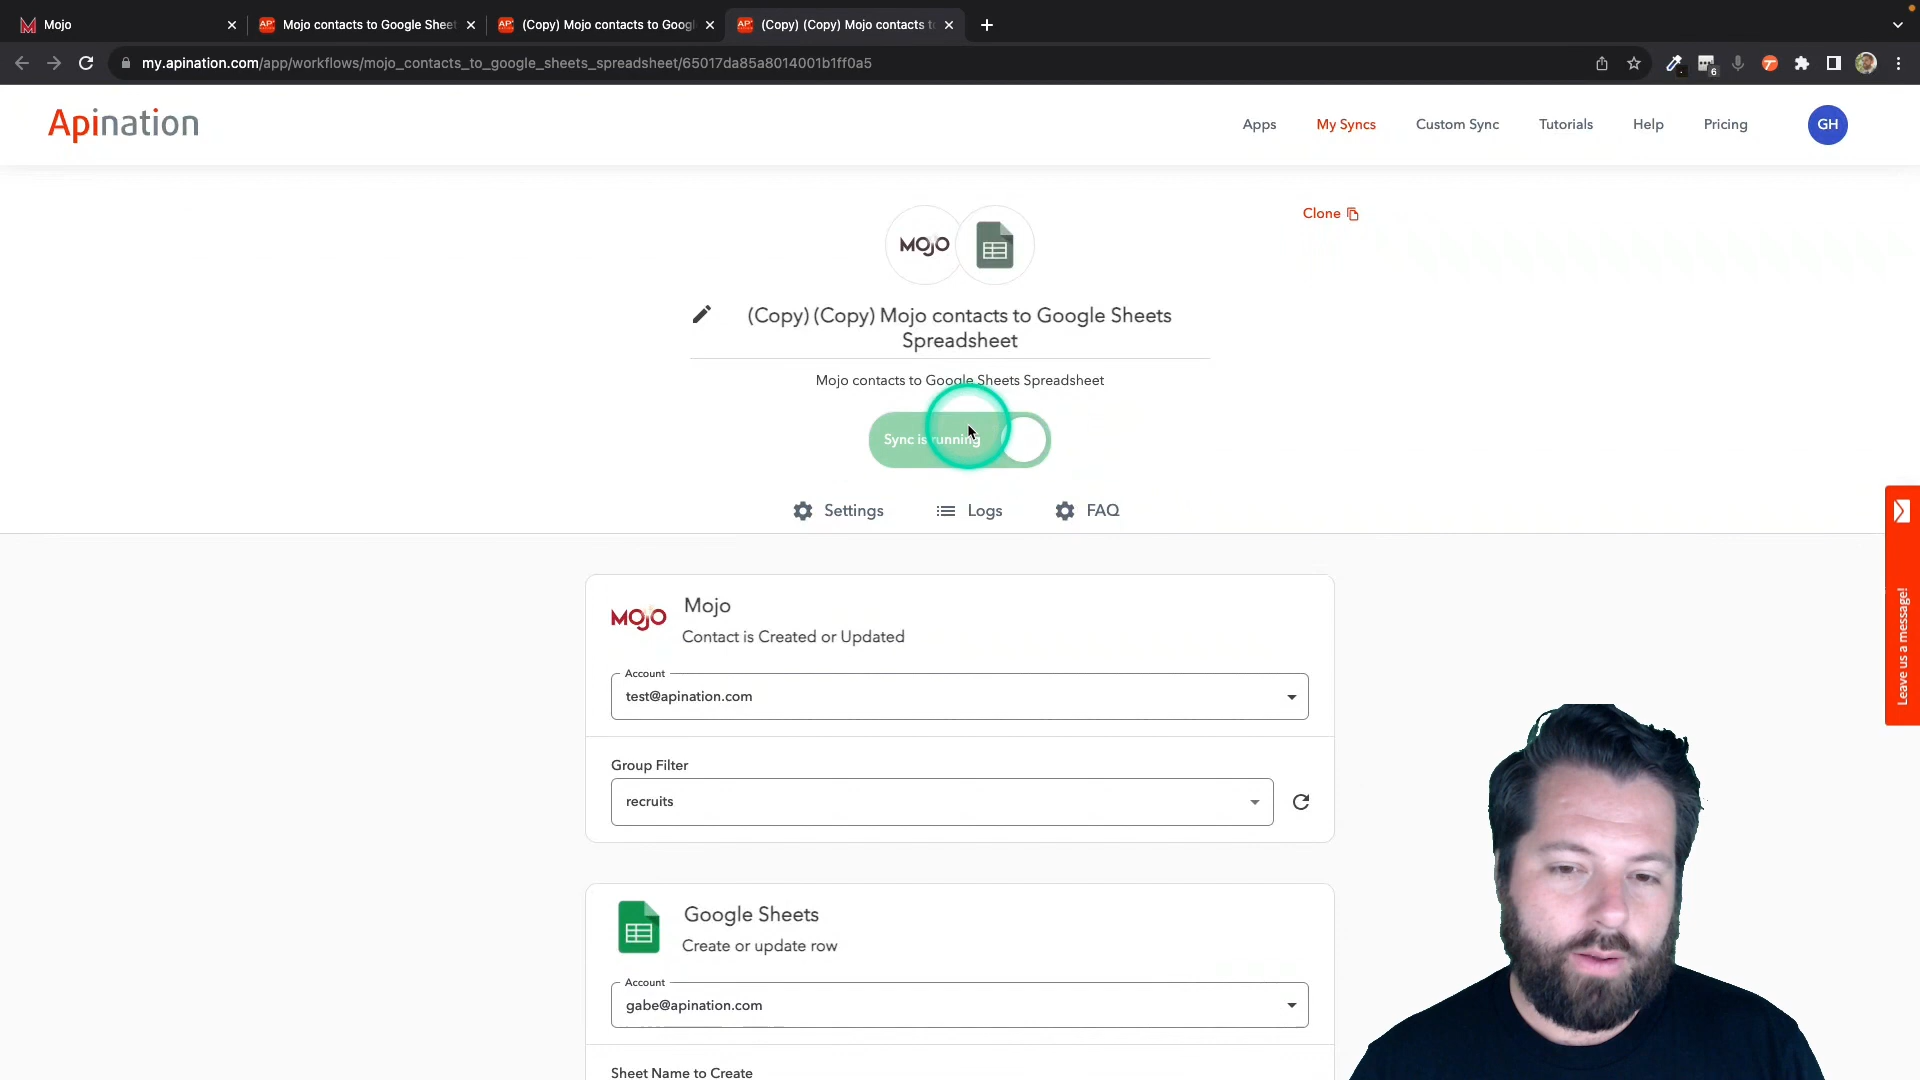 Mojo
Mojo contacts to Google Sheet
(Copy) Mojo contacts to Googl
(Copy) (Copy) Mojo contacts to
my.apination.com/app/workflows/mojo_contacts_to_google_sheets_spreadsheet/65017da85a8014001b1ff0a5
6
Apination
Apps
My Syncs
Custom Sync
Tutorials
Help
Pricing
GH
Clone
MOJO
(Copy) (Copy) Mojo contacts to Google Sheets
Spreadsheet
Mojo contacts to Google Sheets Spreadsheet
Sync is running
Settings
Logs
FAQ
Leave us a message!
MOJO
Mojo
Contact is Created or Updated
Account
test@apination.com
Group Filter
recruits
Google Sheets
Create or update row
Account
gabe@apination.com
Sheet Name to Create